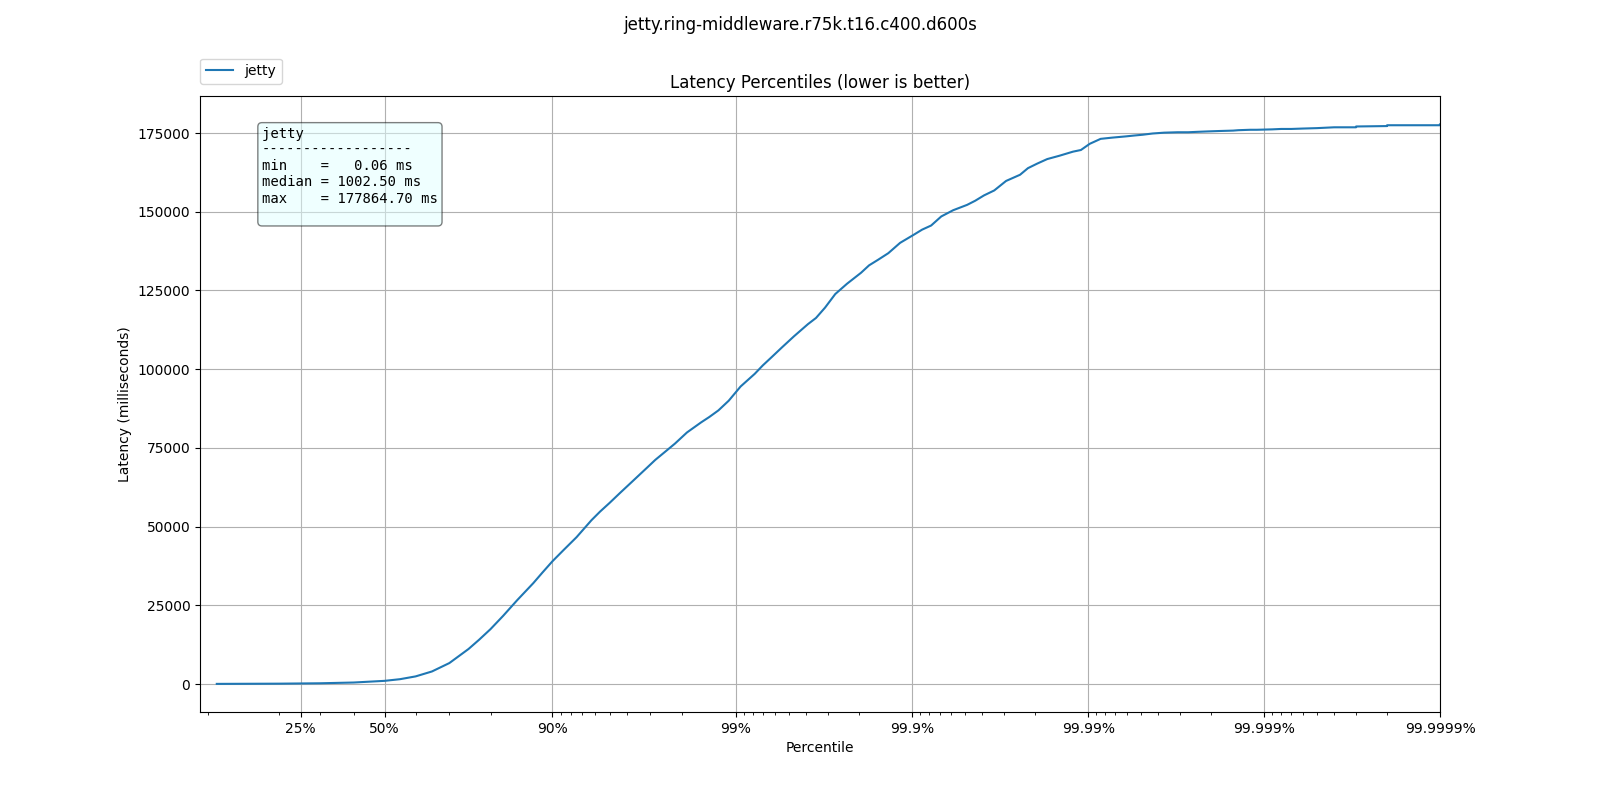 jetty.ring-middleware.r75k.t16.c400.d600s
jetty
Latency Percentiles (lower is better)
jetty
------------------
min    =   0.06 ms
median = 1002.50 ms
max    = 177864.70 ms
175000
150000
125000
100000
75000
50000
25000
0
Latency (milliseconds)
25% 50% 90% 99% 99.9% 99.99% 99.999% 99.9999%
Percentile